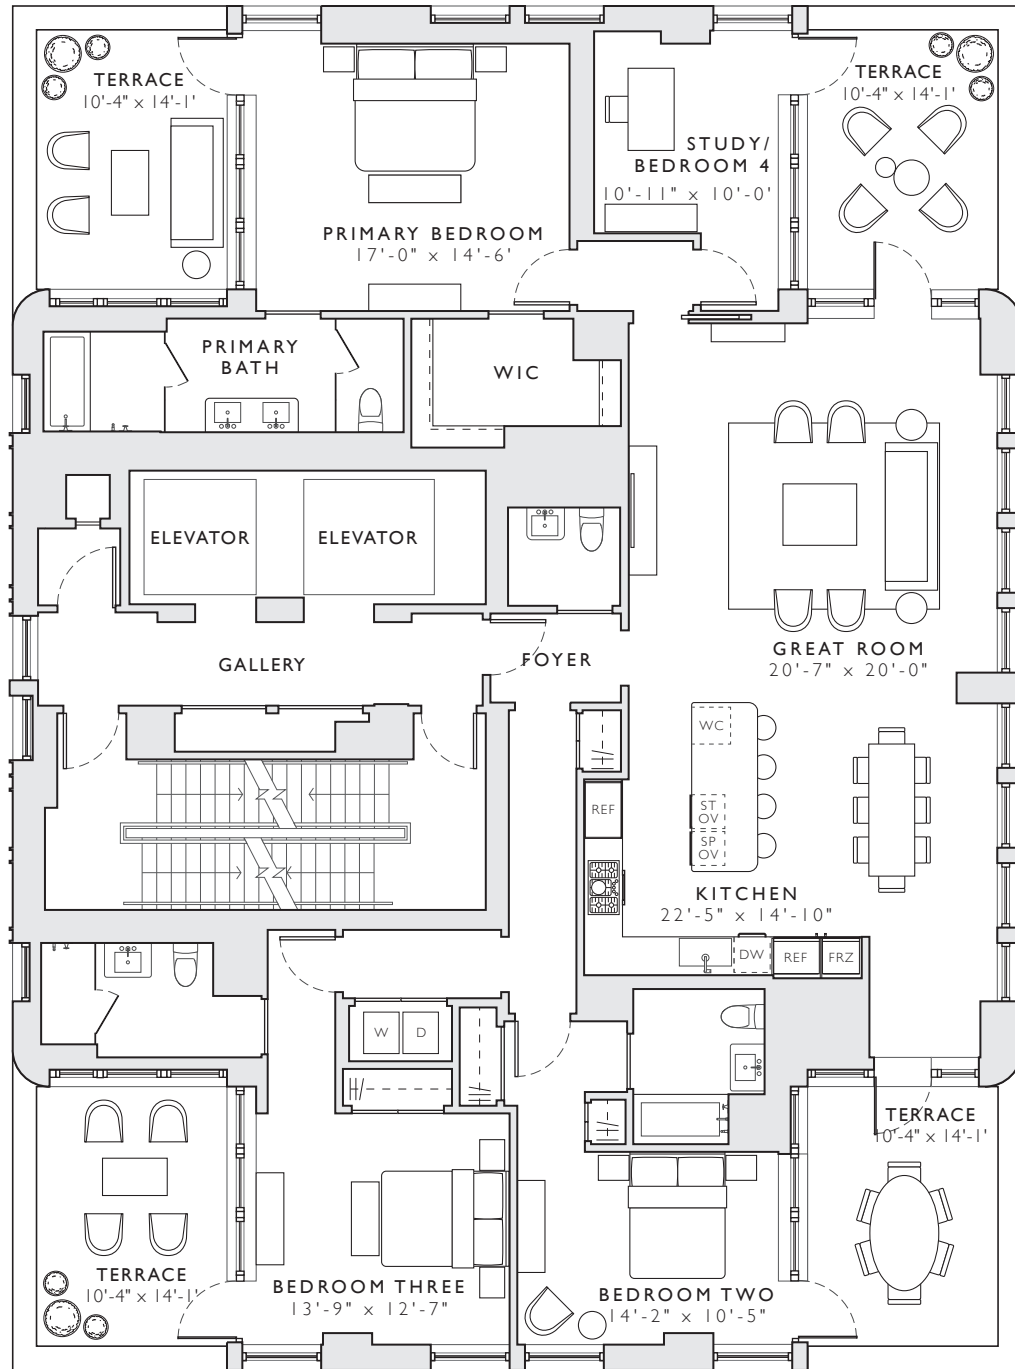 TERRACE
10'-4" x 14'-1'
TERRACE
10'-4" x 14'-1'
STUDY/
BEDROOM 4
10'-11" x 10'-0'
PRIMARY BEDROOM
17'-0" x 14'-6'
PRIMARY
BATH
WIC
ELEVATOR
ELEVATOR
GALLERY
FOYER
GREAT ROOM
20'-7" x 20'-0"
WC
REF
ST
OV
SP
OV
KITCHEN
22'-5" x 14'-10"
DW
REF
FRZ
W
D
TERRACE
10'-4" x 14'-1'
TERRACE
10'-4" x 14'-1'
BEDROOM THREE
13'-9" x 12'-7"
BEDROOM TWO
14'-2" x 10'-5"